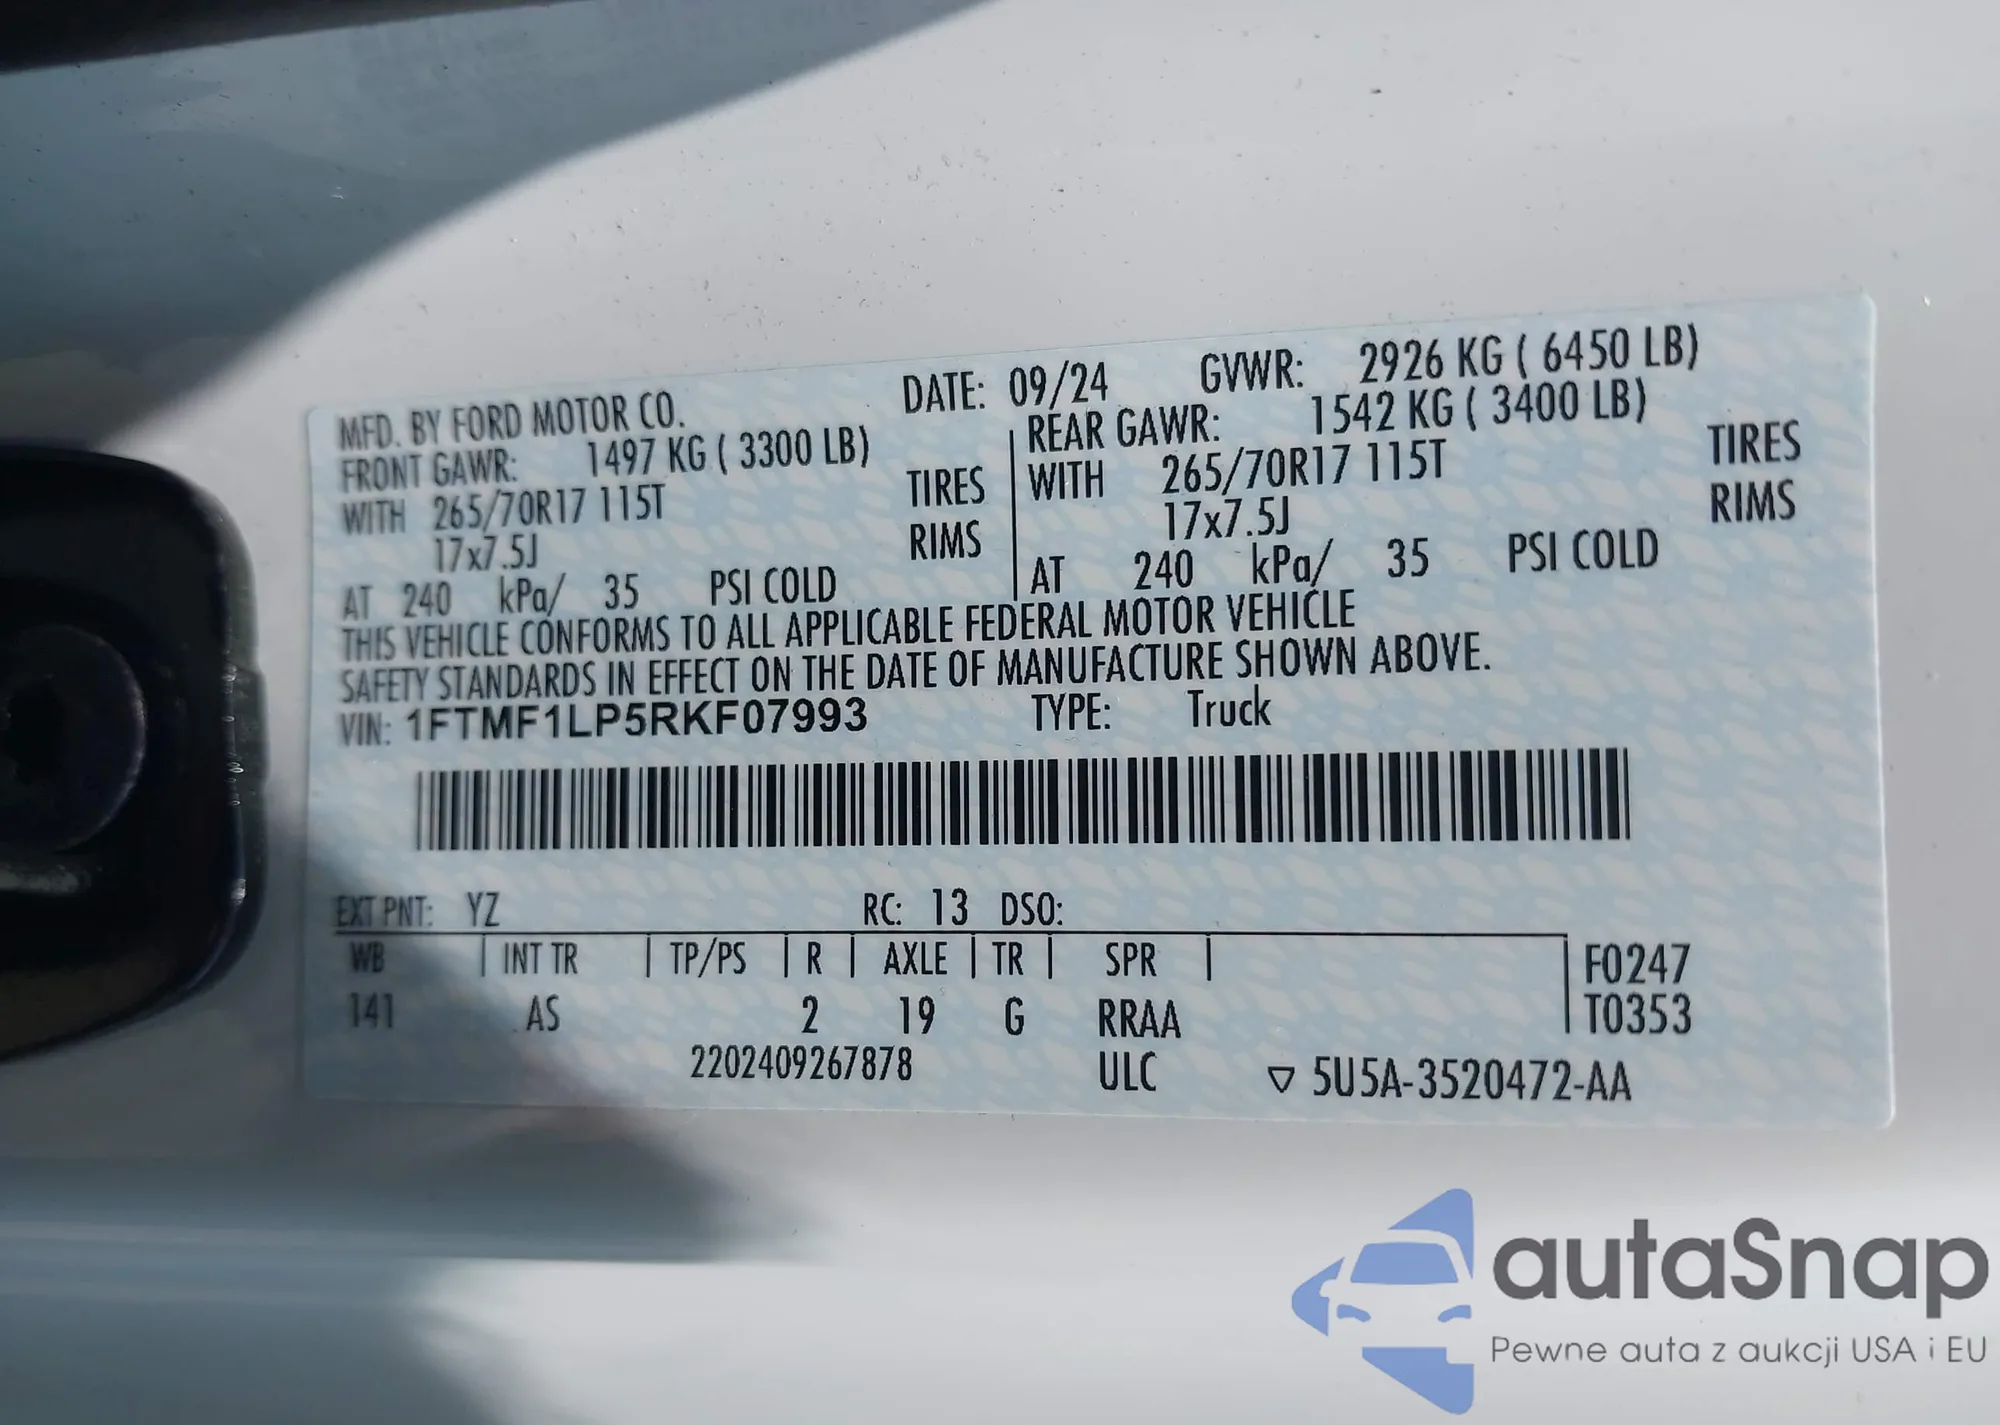 MFD. BY FORD MOTOR CO. DATE: 09/24 GVWR: 2926 KG ( 6450 LB)
FRONT GAWR: 1497 KG ( 3300 LB) REAR GAWR: 1542 KG ( 3400 LB)
WITH 265/70R17 115T TIRES WITH 265/70R17 115T TIRES
17x7.5J RIMS 17x7.5J RIMS
AT 240 kPa/ 35 PSI COLD AT 240 kPa/ 35 PSI COLD
THIS VEHICLE CONFORMS TO ALL APPLICABLE FEDERAL MOTOR VEHICLE
SAFETY STANDARDS IN EFFECT ON THE DATE OF MANUFACTURE SHOWN ABOVE.
VIN: 1FTMF1LP5RKF07993 TYPE: Truck
EXT PNT: YZ RC: 13 DSO:
WB INT TR TP/PS R AXLE TR SPR F0247
141 AS 2 19 G RRAA T0353
2202409267878 ULC ▽ 5U5A-3520472-AA
autaSnap
Pewne auta z aukcji USA i EU